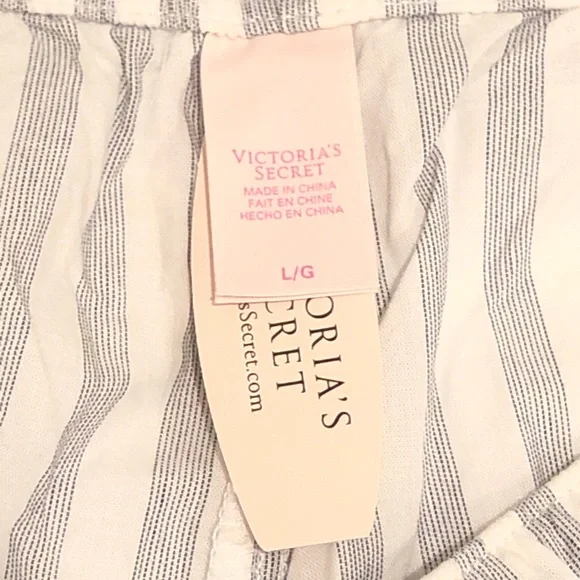 VICTORIA'S
SECRET
MADE IN CHINA
FAIT EN CHINE
HECHO EN CHINA
L/G
ORIA'S
CRET
sSecret.com